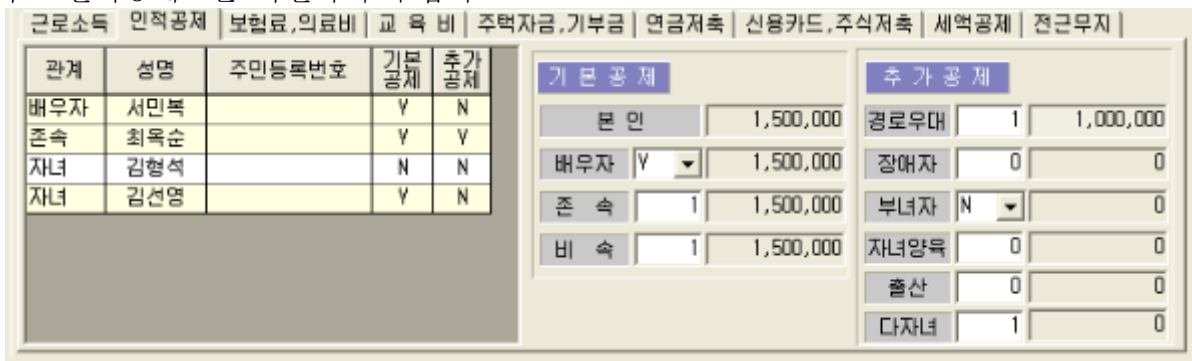 근로소득 인적공제 보험료,의료비 교 육 비 주택자금,기부금 연금저축 신용카드,주식저축 세액공제 전근무지
관계 성명 주민등록번호 기본공제 추가공제
배우자 서민복 Y N
존속 최옥순 Y Y
자녀 김형석 N N
자녀 김선영 Y N
기 본 공 제
본 인 1,500,000
배우자 Y 1,500,000
존 속 1 1,500,000
비 속 1 1,500,000
추 가 공 제
경로우대 1 1,000,000
장애자 0 0
부녀자 N 0
자녀양육 0 0
출산 0 0
다자녀 1 0